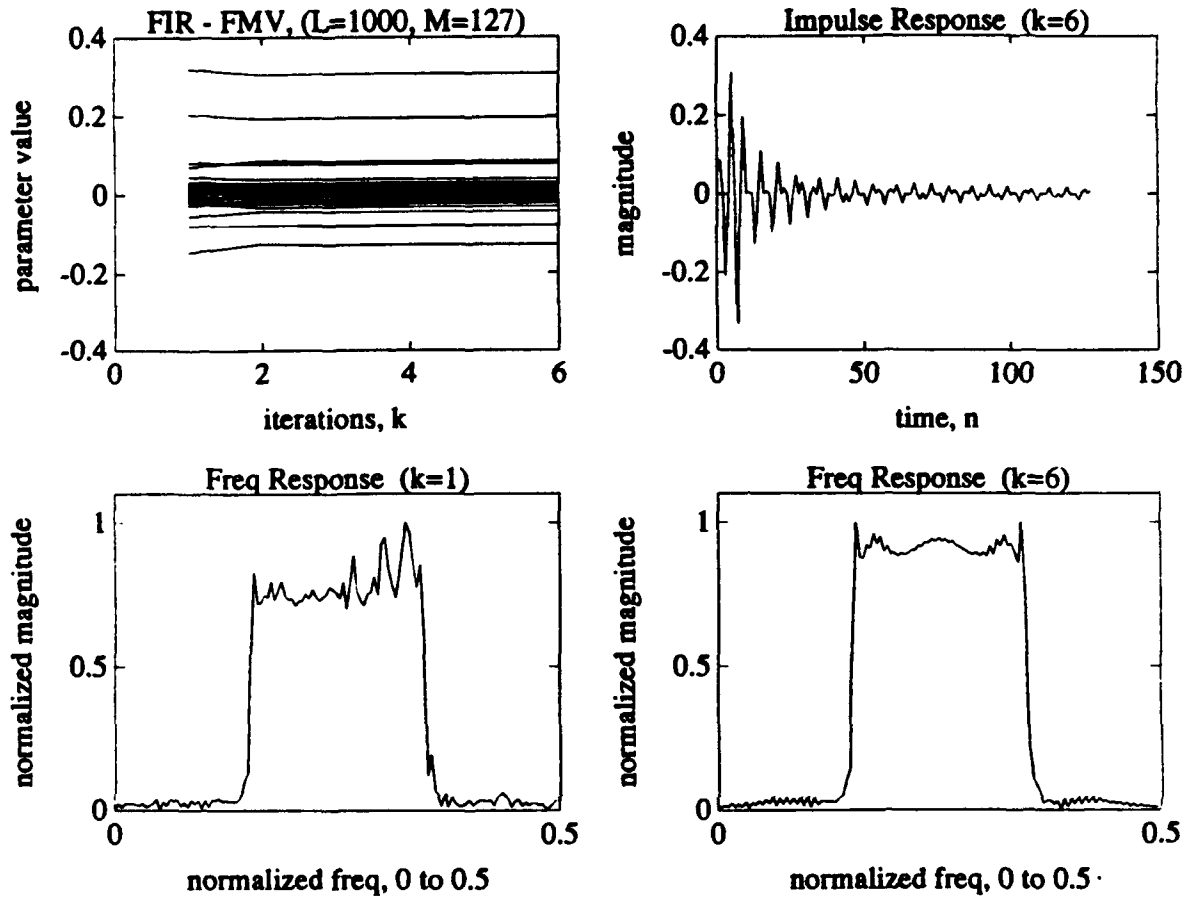 FIR - FMV, (L=1000, M=127)
0.4
0.2
0
-0.2
-0.4
parameter value
0 2 4 6
iterations, k
Impulse Response (k=6)
0.4
0.2
0
-0.2
-0.4
magnitude
0 50 100 150
time, n
Freq Response (k=1)
1
0.5
0
normalized magnitude
0 0.5
normalized freq, 0 to 0.5
Freq Response (k=6)
1
0.5
0
normalized magnitude
0 0.5
normalized freq, 0 to 0.5